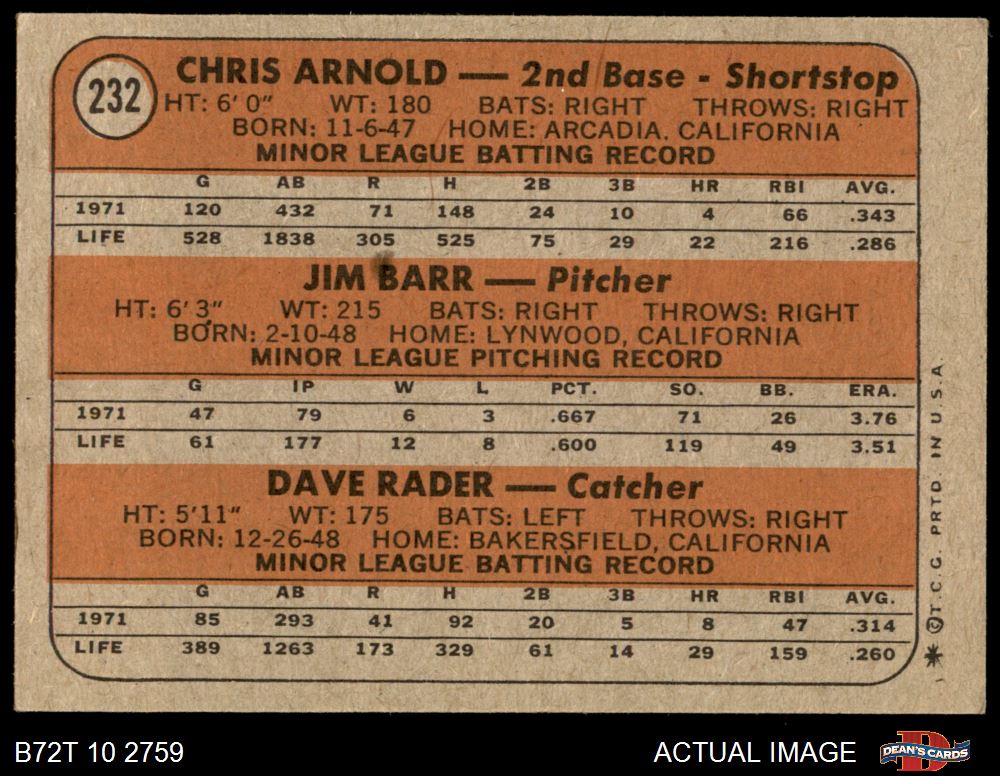 232
CHRIS ARNOLD — 2nd Base - Shortstop
HT: 6' 0" WT: 180 BATS: RIGHT THROWS: RIGHT
BORN: 11-6-47 HOME: ARCADIA. CALIFORNIA
MINOR LEAGUE BATTING RECORD
G AB R H 2B 3B HR RBI AVG.
1971 120 432 71 148 24 10 4 66 .343
LIFE 528 1838 305 525 75 29 22 216 .286
JIM BARR — Pitcher
HT: 6' 3" WT: 215 BATS: RIGHT THROWS: RIGHT
BORN: 2-10-48 HOME: LYNWOOD, CALIFORNIA
MINOR LEAGUE PITCHING RECORD
G IP W L PCT. SO. BB. ERA.
1971 47 79 6 3 .667 71 26 3.76
LIFE 61 177 12 8 .600 119 49 3.51
DAVE RADER — Catcher
HT: 5'11" WT: 175 BATS: LEFT THROWS: RIGHT
BORN: 12-26-48 HOME: BAKERSFIELD, CALIFORNIA
MINOR LEAGUE BATTING RECORD
G AB R H 2B 3B HR RBI AVG.
1971 85 293 41 92 20 5 8 47 .314
LIFE 389 1263 173 329 61 14 29 159 .260
* © T.C.G. PRTD. IN U.S.A.
B72T 10 2759 ACTUAL IMAGE
D
DEAN'S CARDS